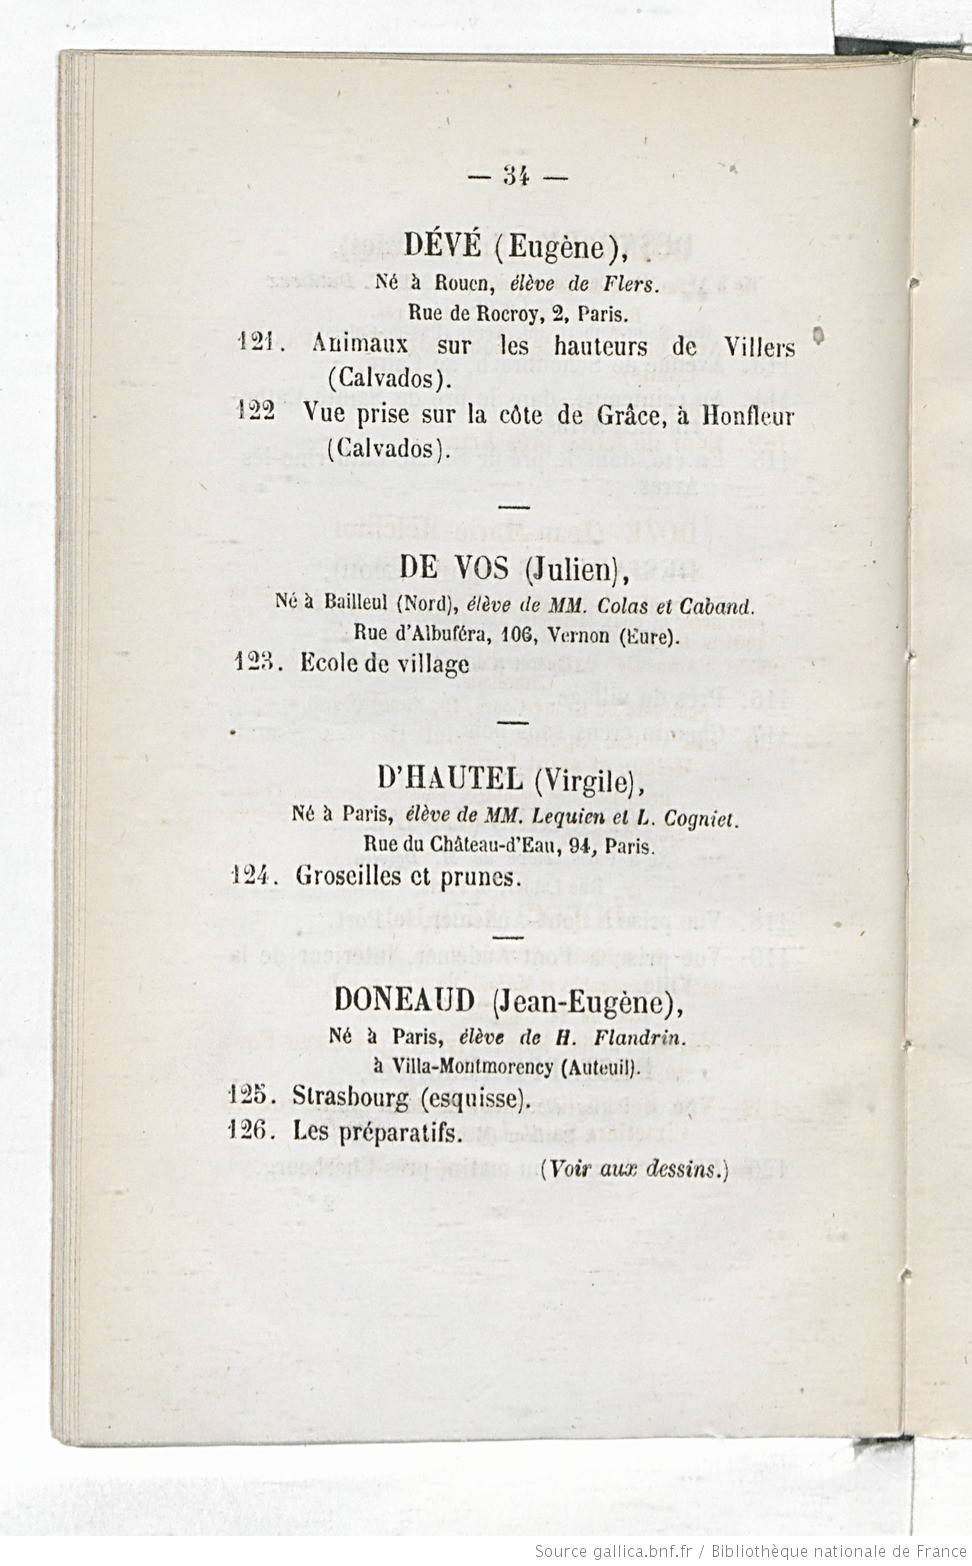 — 34 —
DÉVÉ (Eugène),
Né à Rouen, élève de Flers.
Rue de Rocroy, 2, Paris.
121. Animaux sur les hauteurs de Villers
(Calvados).
122 Vue prise sur la côte de Grâce, à Honfleur
(Calvados).
DE VOS (Julien),
Né à Bailleul (Nord), élève de MM. Colas et Caband.
Rue d'Albuféra, 106, Vernon (Eure).
123. Ecole de village
D'HAUTEL (Virgile),
Né à Paris, élève de MM. Lequien et L. Cogniet.
Rue du Château-d'Eau, 94, Paris.
124. Groseilles et prunes.
DONEAUD (Jean-Eugène),
Né à Paris, élève de H. Flandrin.
à Villa-Montmorency (Auteuil).
125. Strasbourg (esquisse).
126. Les préparatifs.
(Voir aux dessins.)
Source gallica.bnf.fr / Bibliothèque nationale de France